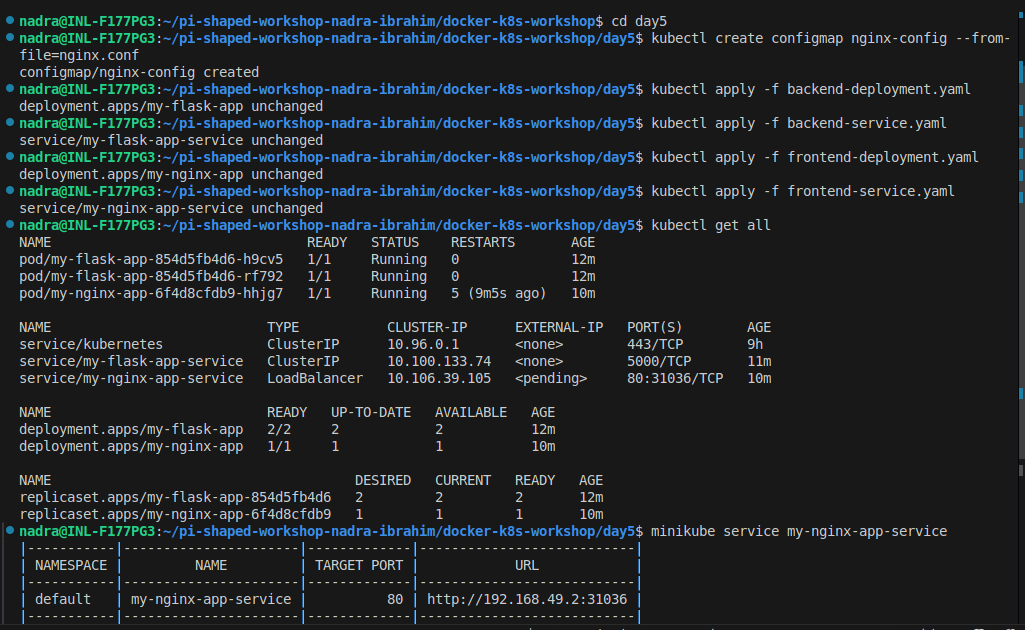 nadra@INL-F177PG3:~/pi-shaped-workshop-nadra-ibrahim/docker-k8s-workshop$ cd day5
nadra@INL-F177PG3:~/pi-shaped-workshop-nadra-ibrahim/docker-k8s-workshop/day5$ kubectl create configmap nginx-config --from-
file=nginx.conf
configmap/nginx-config created
nadra@INL-F177PG3:~/pi-shaped-workshop-nadra-ibrahim/docker-k8s-workshop/day5$ kubectl apply -f backend-deployment.yaml
deployment.apps/my-flask-app unchanged
nadra@INL-F177PG3:~/pi-shaped-workshop-nadra-ibrahim/docker-k8s-workshop/day5$ kubectl apply -f backend-service.yaml
service/my-flask-app-service unchanged
nadra@INL-F177PG3:~/pi-shaped-workshop-nadra-ibrahim/docker-k8s-workshop/day5$ kubectl apply -f frontend-deployment.yaml
deployment.apps/my-nginx-app unchanged
nadra@INL-F177PG3:~/pi-shaped-workshop-nadra-ibrahim/docker-k8s-workshop/day5$ kubectl apply -f frontend-service.yaml
service/my-nginx-app-service unchanged
nadra@INL-F177PG3:~/pi-shaped-workshop-nadra-ibrahim/docker-k8s-workshop/day5$ kubectl get all
NAME                                READY   STATUS    RESTARTS       AGE
pod/my-flask-app-854d5fb4d6-h9cv5   1/1     Running   0              12m
pod/my-flask-app-854d5fb4d6-rf792   1/1     Running   0              12m
pod/my-nginx-app-6f4d8cfdb9-hhjg7   1/1     Running   5 (9m5s ago)   10m
NAME                           TYPE           CLUSTER-IP      EXTERNAL-IP   PORT(S)        AGE
service/kubernetes             ClusterIP      10.96.0.1       <none>        443/TCP        9h
service/my-flask-app-service   ClusterIP      10.100.133.74   <none>        5000/TCP       11m
service/my-nginx-app-service   LoadBalancer   10.106.39.105   <pending>     80:31036/TCP   10m
NAME                           READY   UP-TO-DATE   AVAILABLE   AGE
deployment.apps/my-flask-app   2/2     2            2           12m
deployment.apps/my-nginx-app   1/1     1            1           10m
NAME                                      DESIRED   CURRENT   READY   AGE
replicaset.apps/my-flask-app-854d5fb4d6   2         2         2       12m
replicaset.apps/my-nginx-app-6f4d8cfdb9   1         1         1       10m
nadra@INL-F177PG3:~/pi-shaped-workshop-nadra-ibrahim/docker-k8s-workshop/day5$ minikube service my-nginx-app-service
|-----------|----------------------|-------------|---------------------------|
| NAMESPACE |         NAME         | TARGET PORT |            URL            |
|-----------|----------------------|-------------|---------------------------|
| default   | my-nginx-app-service |          80 | http://192.168.49.2:31036 |
|-----------|----------------------|-------------|---------------------------|